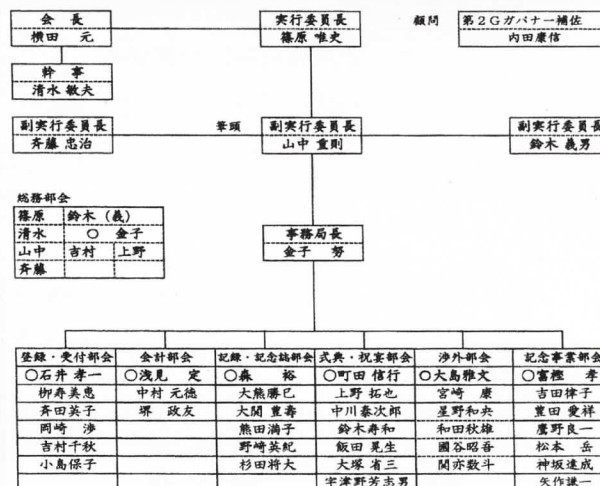 会 長
横田 元
実行委員長
篠原 唯史
顧問
第2Gガバナー補佐
内田康信
幹 事
清水 敏夫
副実行委員長
斉藤 忠治
筆頭
副実行委員長
山中 重則
副実行委員長
鈴木 義男
総務部会
篠原 鈴木(義)
清水 ○ 金子
山中 吉村 上野
斉藤
事務局長
金子 努
登録・受付部会 会計部会 記録・記念誌部会 式典・祝宴部会 渉外部会 記念事業部会
○石井 孝一 ○浅見 定 ○森 裕 ○町田 信行 ○大島雅文 ○富樫 孝
柳寿美恵 中村 元徳 大熊勝巳 上野 拓也 宮崎 康 吉田律子
斉田英子 堺 政友 大関 重寿 中川泰次郎 星野和央 豊田 愛祥
岡崎 渉 熊田満子 鈴木寿和 和田秋雄 鷹野良一
吉村千秋 野崎英紀 飯田 晃生 國谷昭吾 松本 岳
小島保子 杉田将大 大塚 省三 関亦数斗 神坂達成
宇津野芳志男 矢作謙一